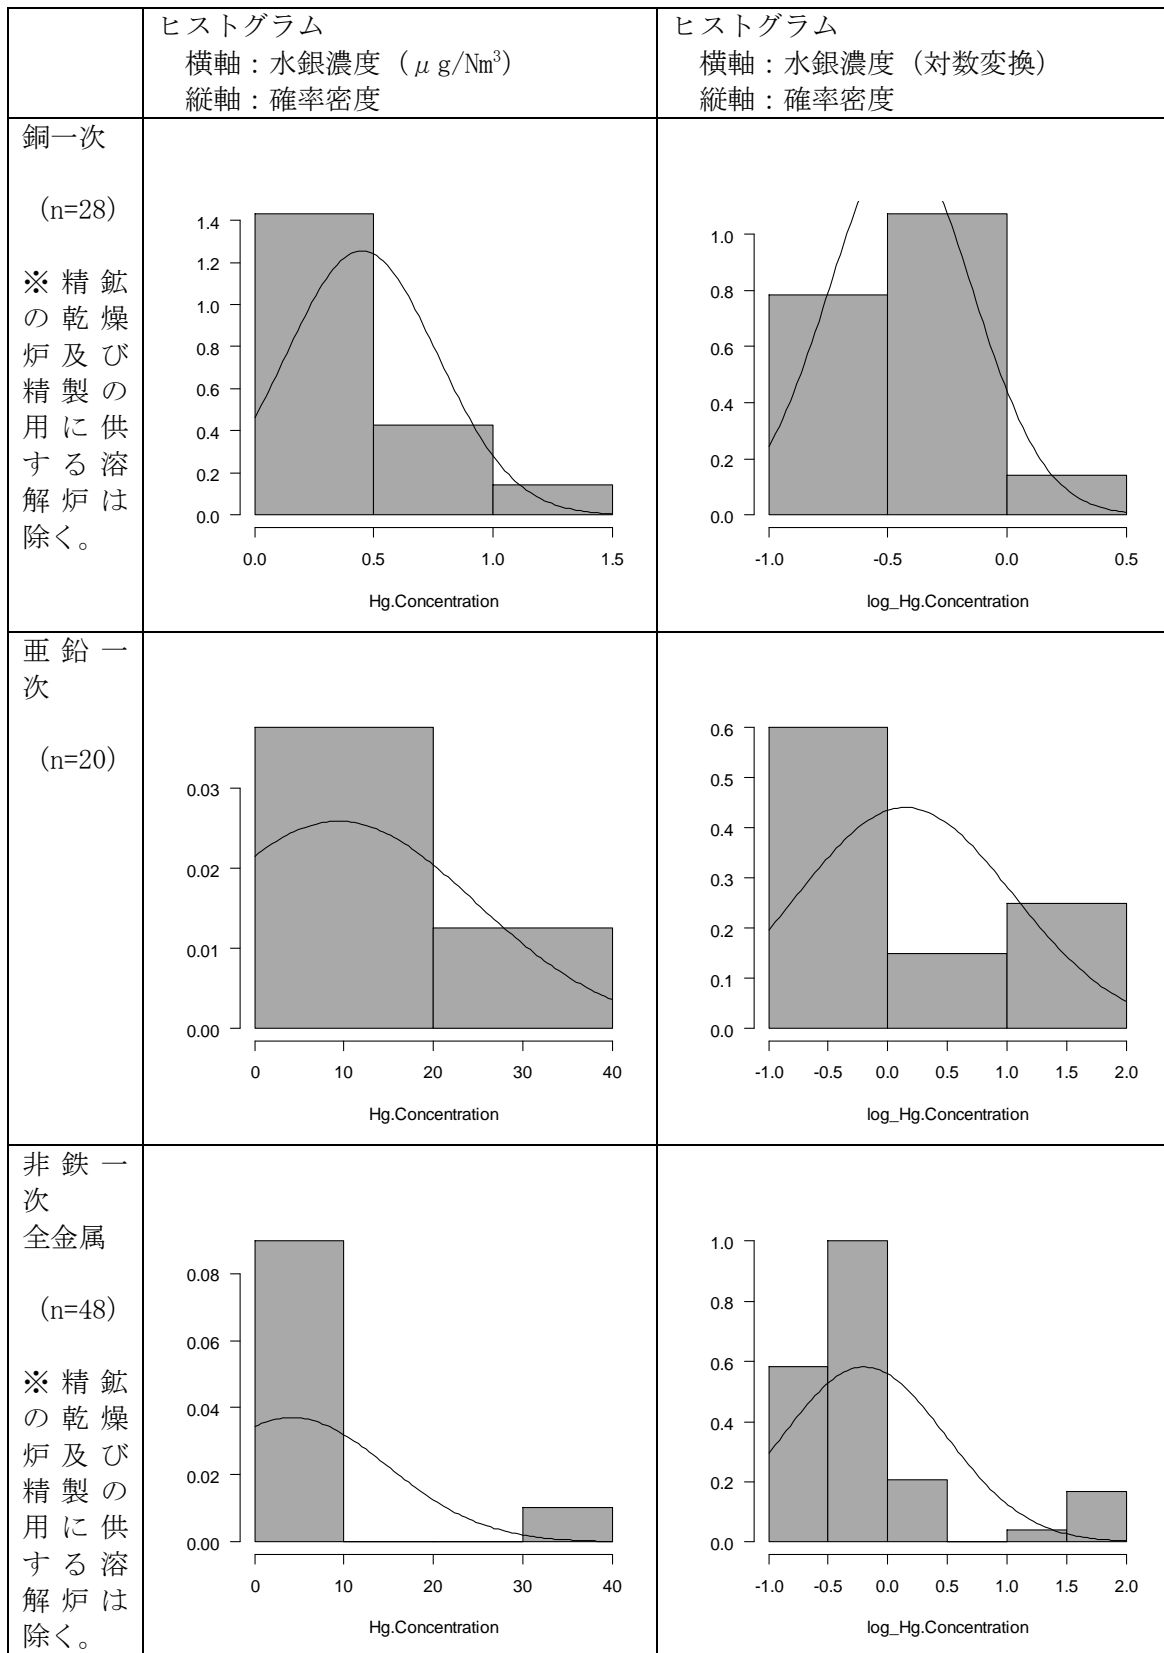 ヒストグラム
横軸：水銀濃度（μg/Nm³）
縦軸：確率密度
ヒストグラム
横軸：水銀濃度（対数変換）
縦軸：確率密度
銅一次
（n=28）
※精鉱
の乾燥
炉及び
精製の
用に供
する溶
解炉は
除く。
1.4
1.2
1.0
0.8
0.6
0.4
0.2
0.0
0.0 0.5 1.0 1.5
Hg.Concentration
1.0
0.8
0.6
0.4
0.2
0.0
-1.0 -0.5 0.0 0.5
log_Hg.Concentration
亜鉛一
次
（n=20）
0.03
0.02
0.01
0.00
0 10 20 30 40
Hg.Concentration
0.6
0.5
0.4
0.3
0.2
0.1
0.0
-1.0 -0.5 0.0 0.5 1.0 1.5 2.0
log_Hg.Concentration
非鉄一
次
全金属
（n=48）
※精鉱
の乾燥
炉及び
精製の
用に供
する溶
解炉は
除く。
0.08
0.06
0.04
0.02
0.00
0 10 20 30 40
Hg.Concentration
1.0
0.8
0.6
0.4
0.2
0.0
-1.0 -0.5 0.0 0.5 1.0 1.5 2.0
log_Hg.Concentration